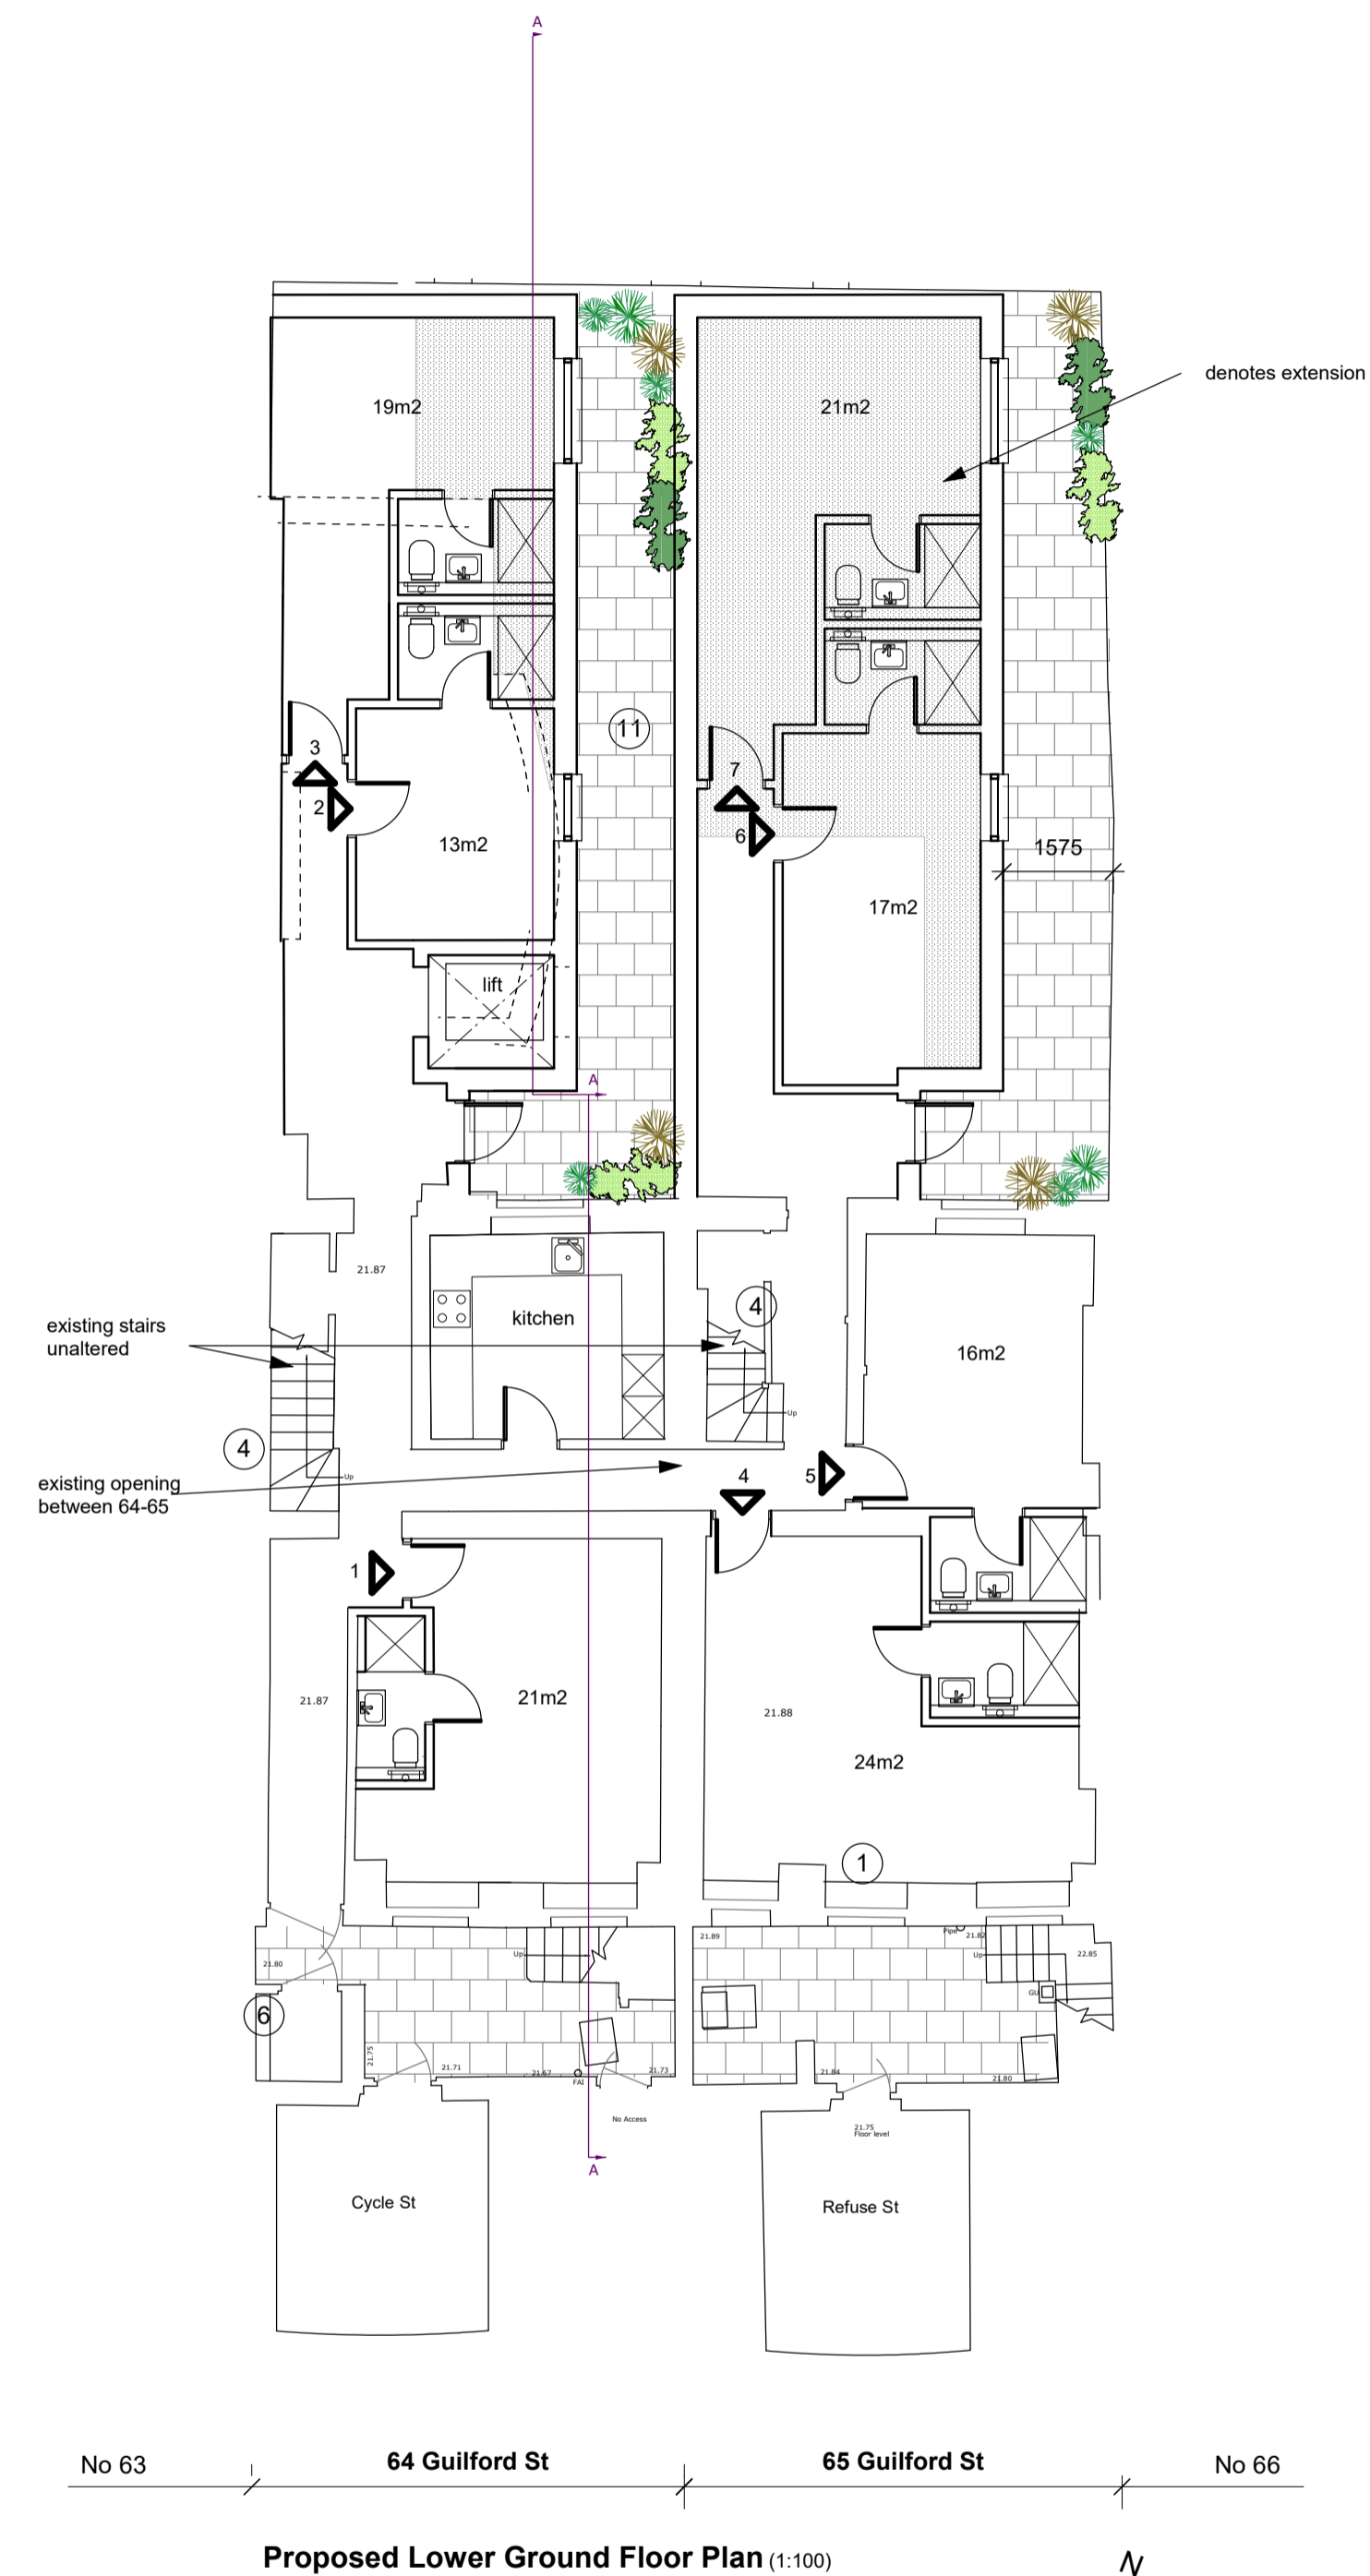 A
denotes extension
19m2
21m2
11
3
7
2
6
13m2
1575
17m2
lift
A
21.87
4
kitchen
existing stairs
unaltered
16m2
Up
4
4
5
Up
existing opening
between 64-65
1
21.87
21m2
21.88
24m2
1
Pipe
21.89
21.82
Up
Up
22.85
21.80
GU
6
21.75
21.71
21.67
21.73
FAI
21.84
21.80
No Access
21.75
Floor level
A
Cycle St
Refuse St
No 63
64 Guilford St
65 Guilford St
No 66
Proposed Lower Ground Floor Plan (1:100)
N